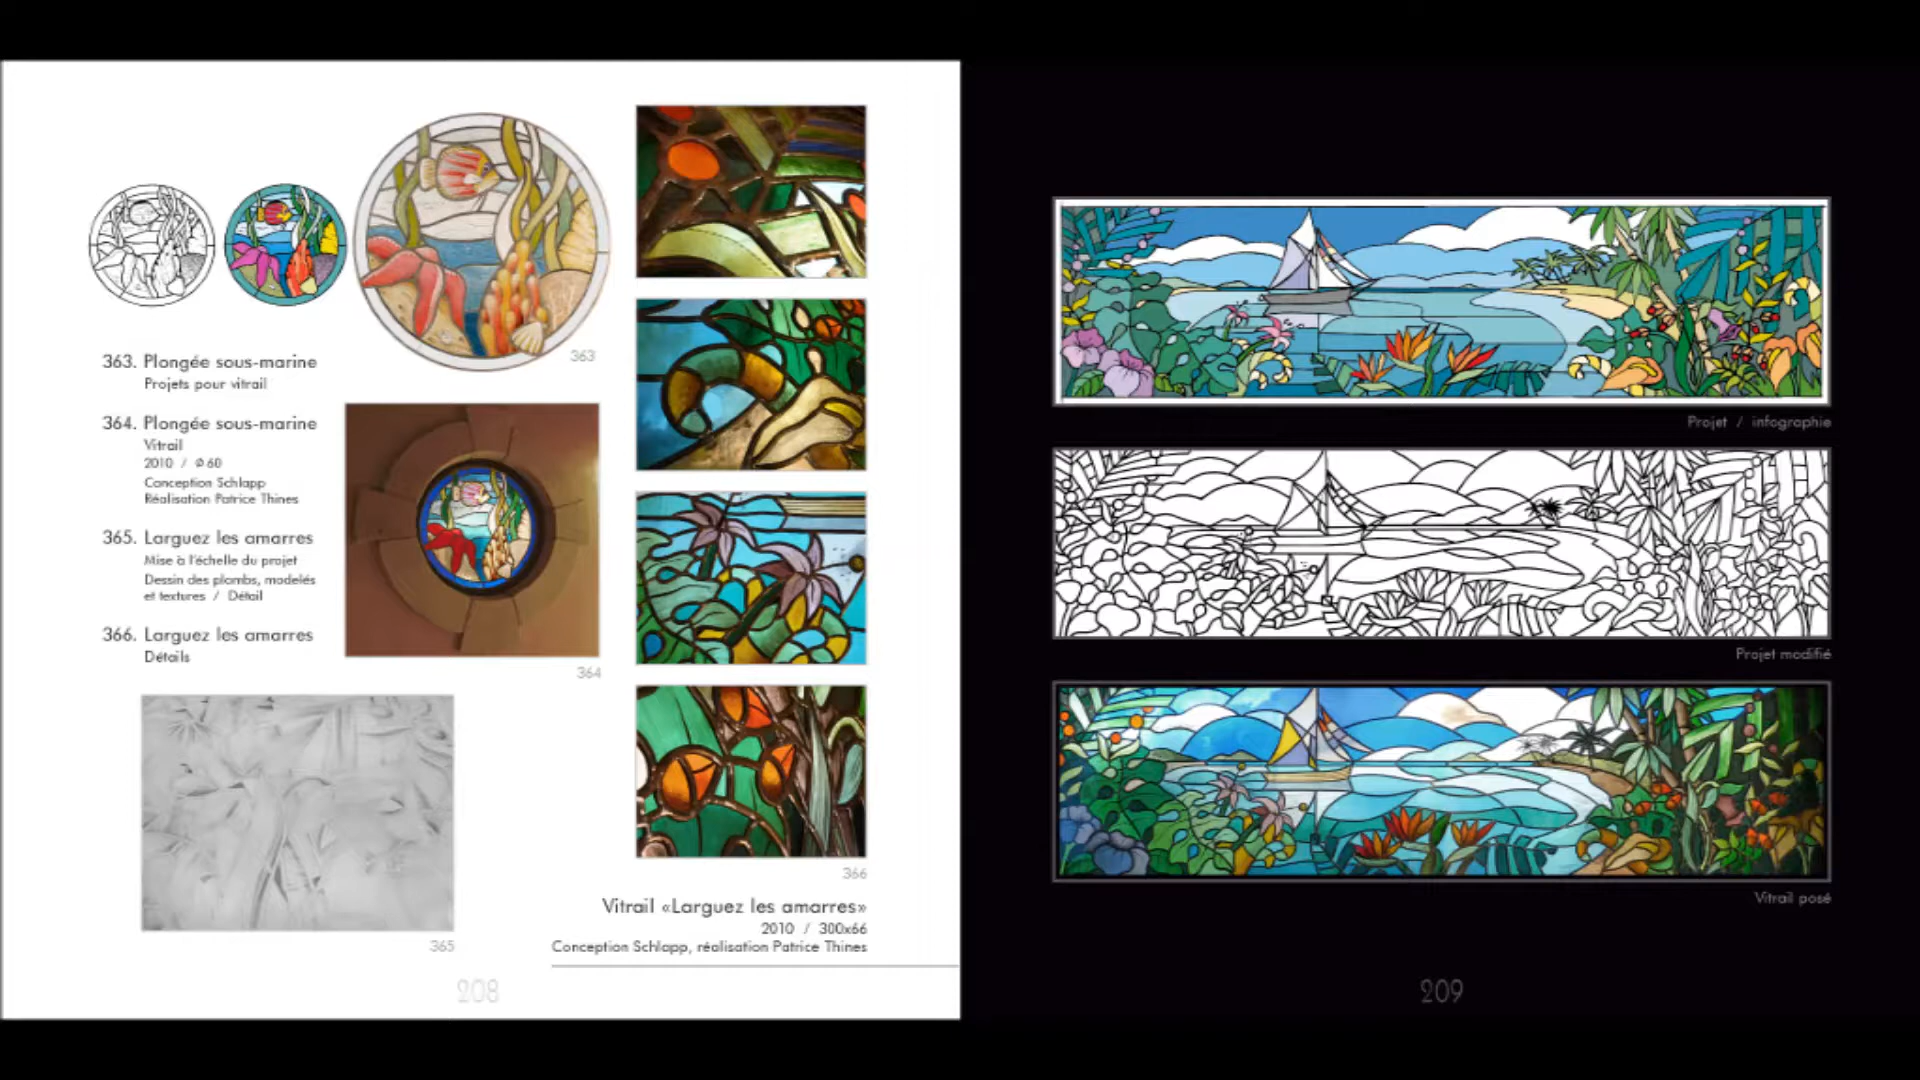 363
363. Plongée sous-marine
Projets pour vitrail
364. Plongée sous-marine
Vitrail
2010 / Ø 60
Conception Schlapp
Réalisation Patrice Thines
365. Larguez les amarres
Mise à l'échelle du projet
Dessin des plombs, modelés
et textures / Détail
366. Larguez les amarres
Détails
364
365
366
Vitrail «Larguez les amarres»
2010 / 300x66
Conception Schlapp, réalisation Patrice Thines
208
Projet / infographie
Projet modifié
Vitrail posé
209